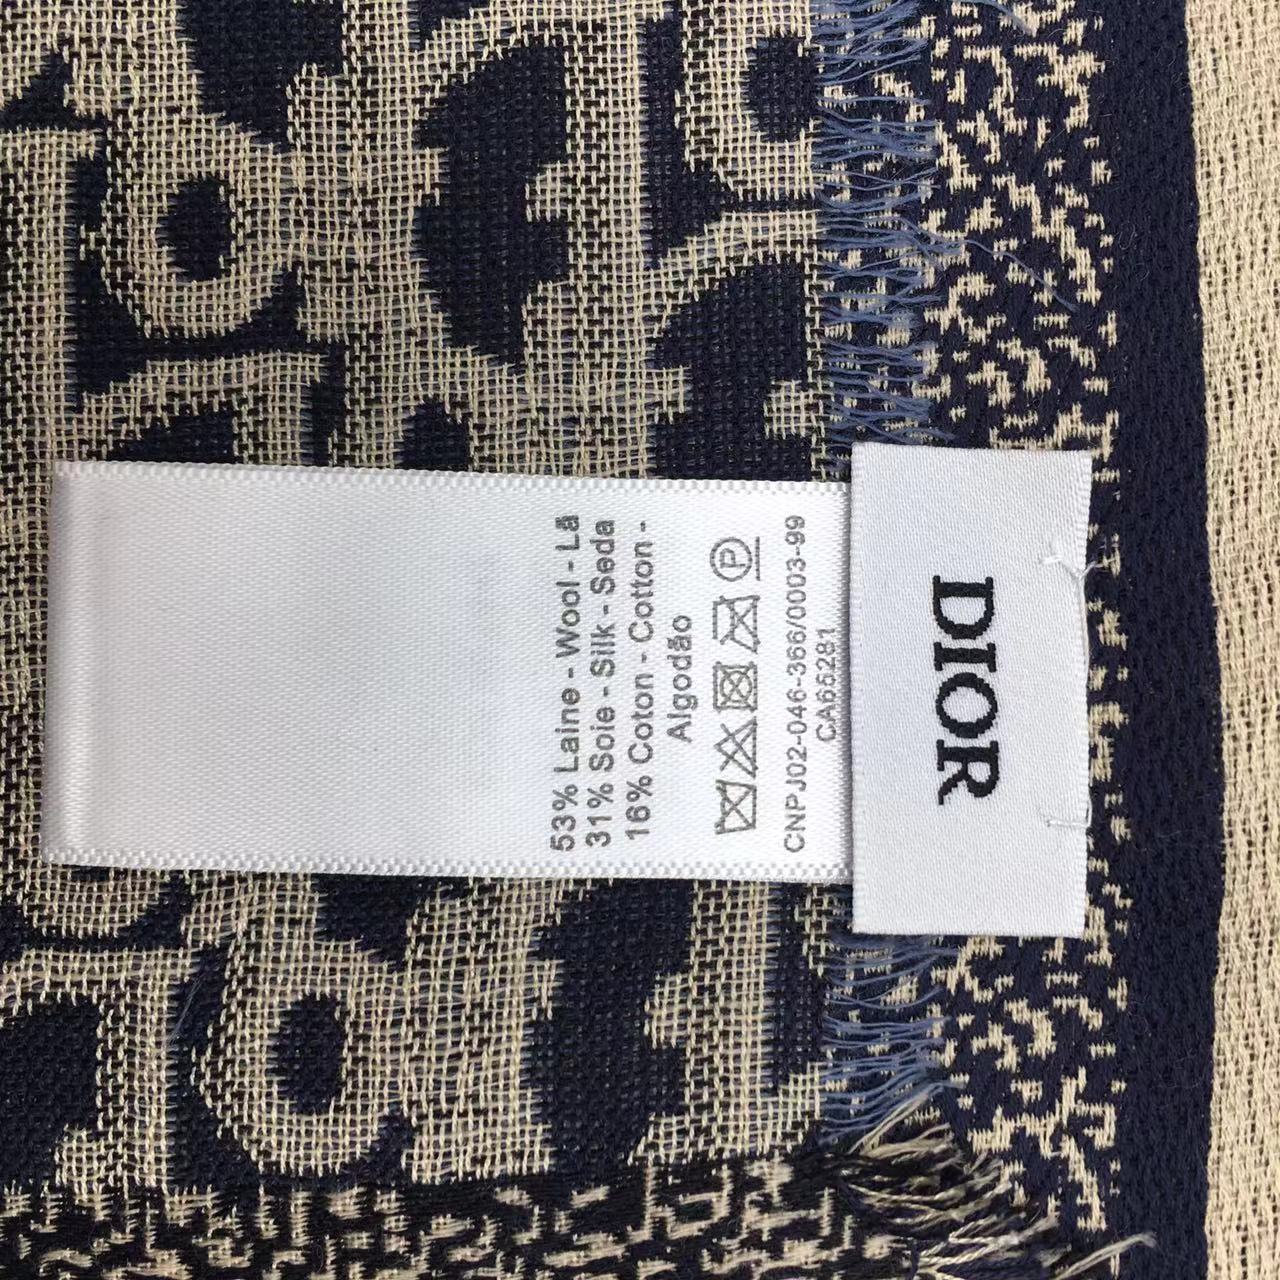 DIOR
CNPJ02-046-366/0003-99
CA65281
P
53% Laine - Wool - Lã
31% Soie - Silk - Seda
16% Coton - Cotton -
Algodão